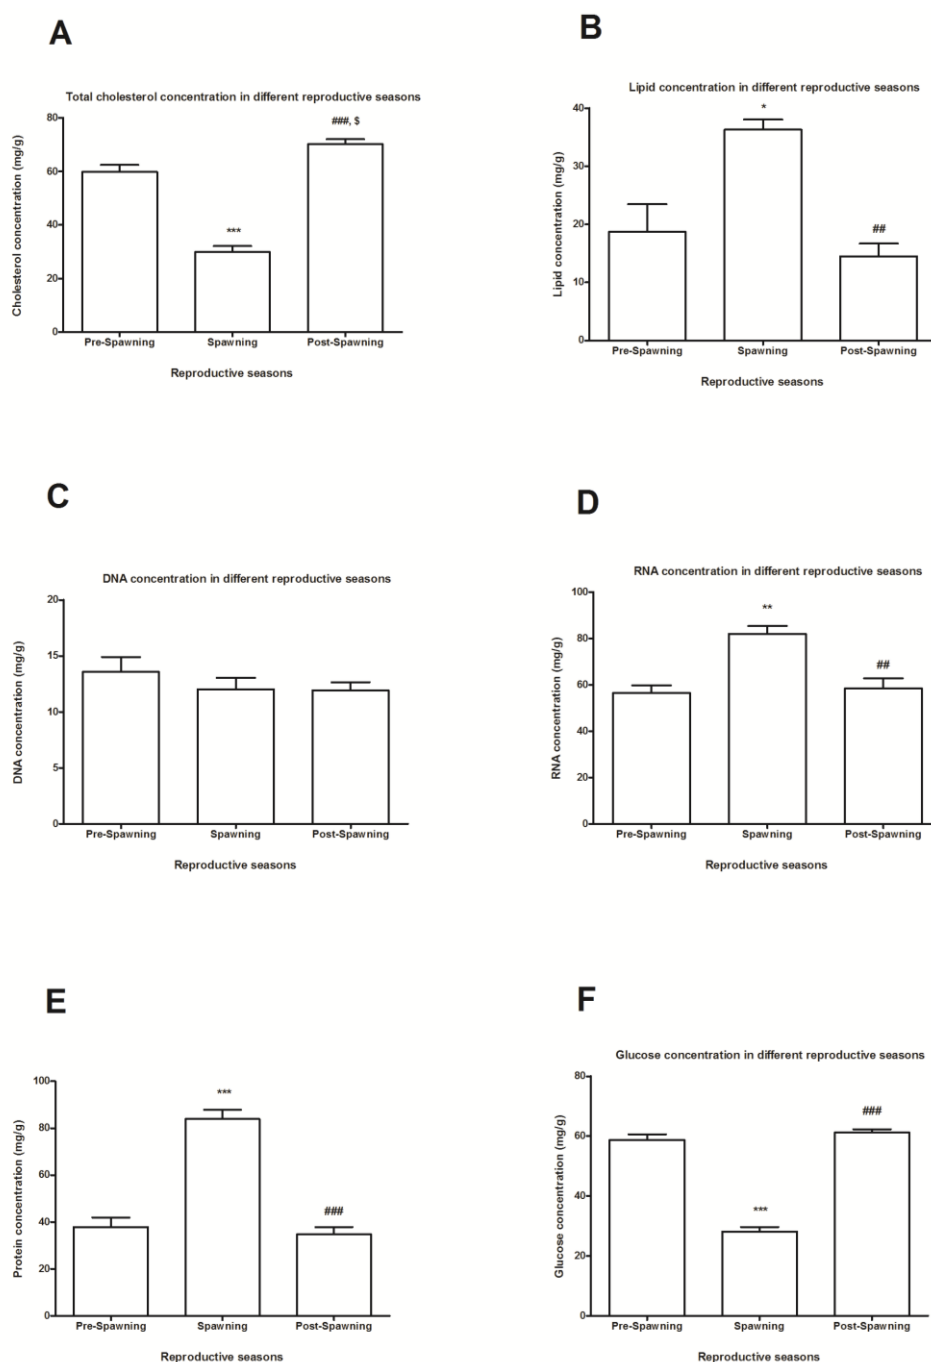 A
Total cholesterol concentration in different reproductive seasons
Cholesterol concentration (mg/g)
80
60
40
20
0
###, $
***
Pre-Spawning Spawning Post-Spawning
Reproductive seasons
B
Lipid concentration in different reproductive seasons
Lipid concentration (mg/g)
40
30
20
10
0
*
##
Pre-Spawning Spawning Post-Spawning
Reproductive seasons
C
DNA concentration in different reproductive seasons
DNA concentration (mg/g)
20
15
10
5
0
Pre-Spawning Spawning Post-Spawning
Reproductive seasons
D
RNA concentration in different reproductive seasons
RNA concentration (mg/g)
100
80
60
40
20
0
**
##
Pre-Spawning Spawning Post-Spawning
Reproductive seasons
E
Protein concentration (mg/g)
100
80
60
40
20
0
***
###
Pre-Spawning Spawning Post-Spawning
Reproductive seasons
F
Glucose concentration in different reproductive seasons
Glucose concentration (mg/g)
80
60
40
20
0
###
***
Pre-Spawning Spawning Post-Spawning
Reproductive seasons